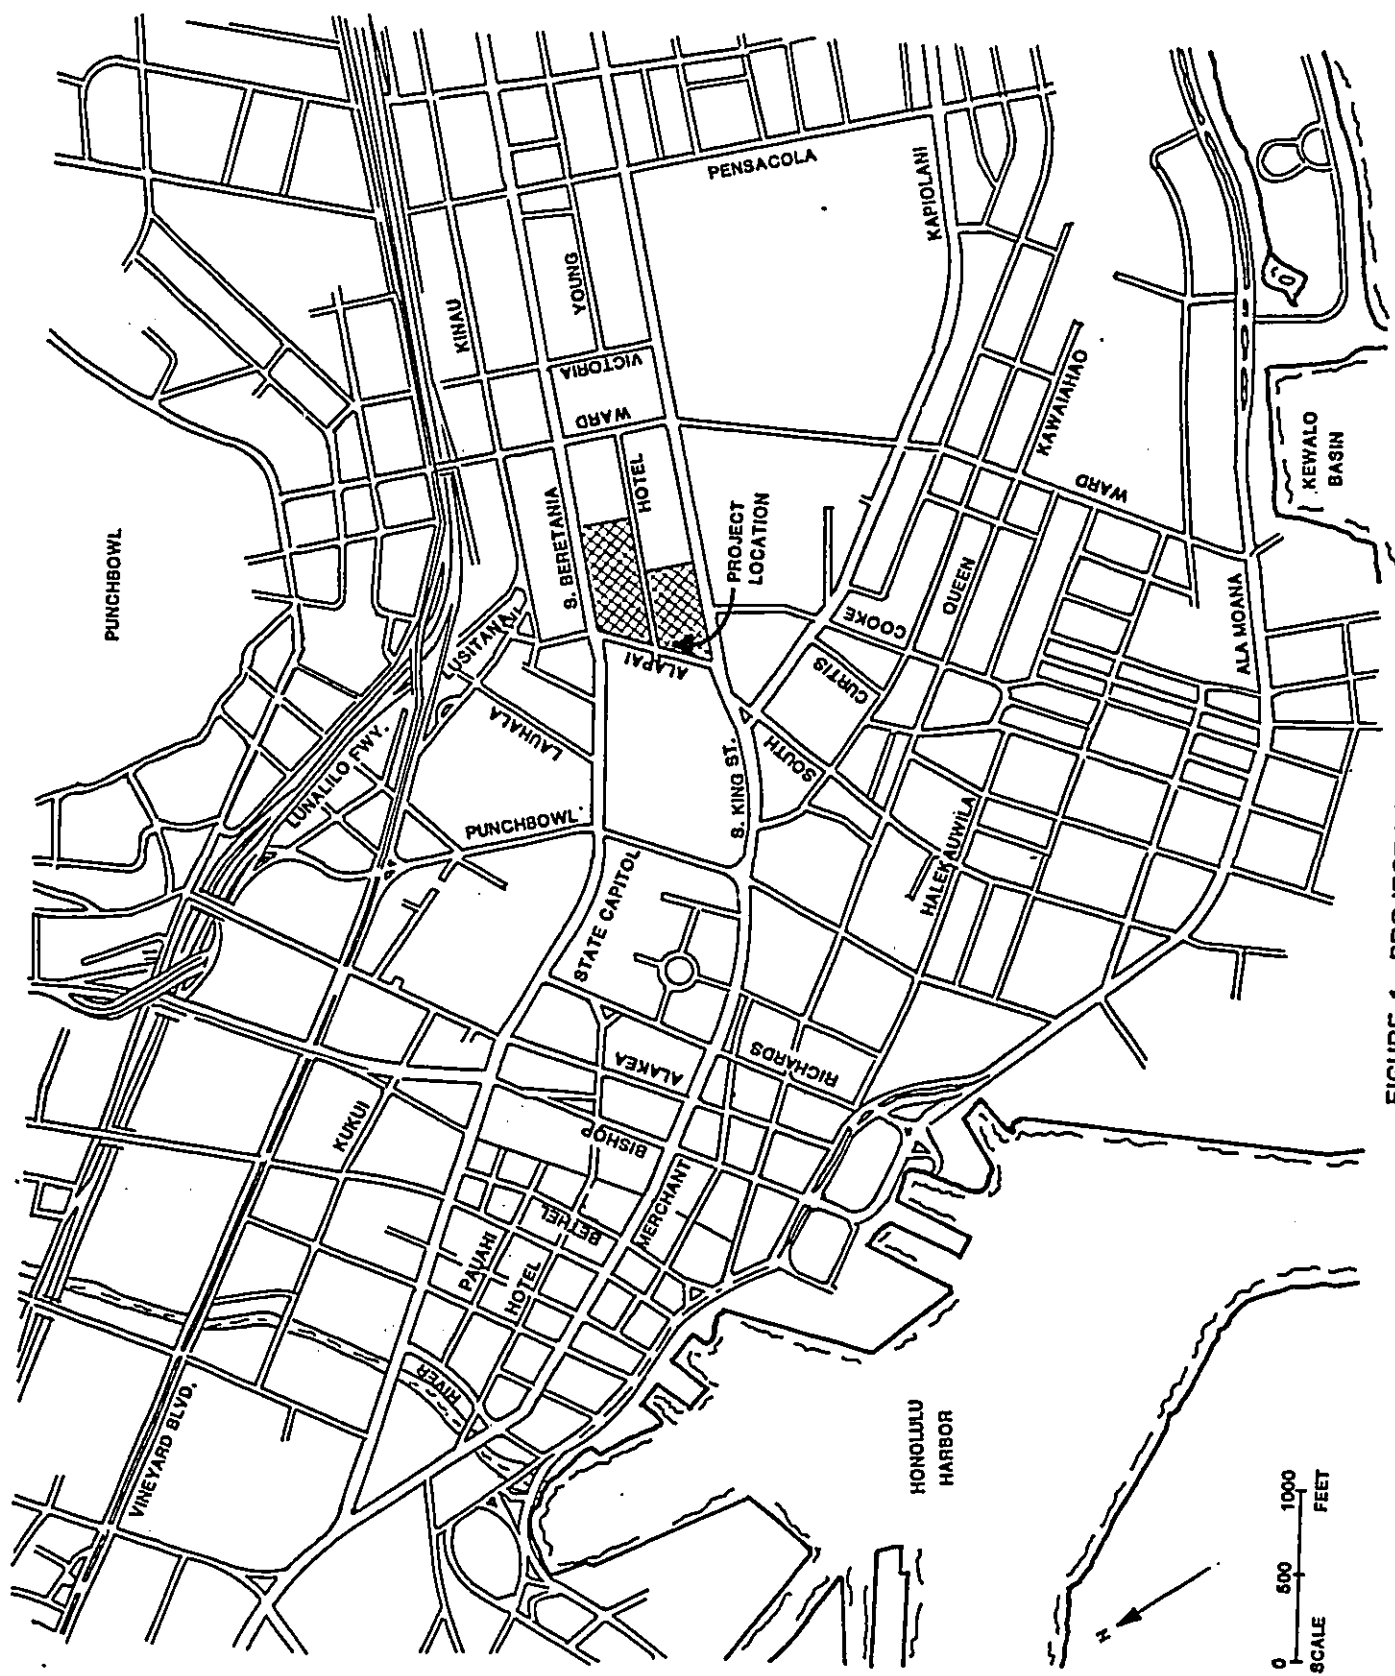 PUNCHBOWL
VINEYARD BLVD.
KUKUI
LUNALILO FWY.
LUSITANA
LAUHALA
PUNCHBOWL
KINAU
S. BERETANIA
YOUNG
VICTORIA
WARD
HOTEL
PENSACOLA
ALAPAI
PROJECT
LOCATION
STATE CAPITOL
S. KING ST.
SOUTH
CURTIS
COOKE
QUEEN
KAPIOLANI
KAWAIAHAO
WARD
HALEKAUWILA
ALA MOANA
KEWALO
BASIN
RICHARDS
ALAKEA
BISHOP
MERCHANT
BETHEL
PAUAHI
HOTEL
RIVER
HONOLULU
HARBOR
N
0 500 1000
SCALE FEET
FIGURE 1